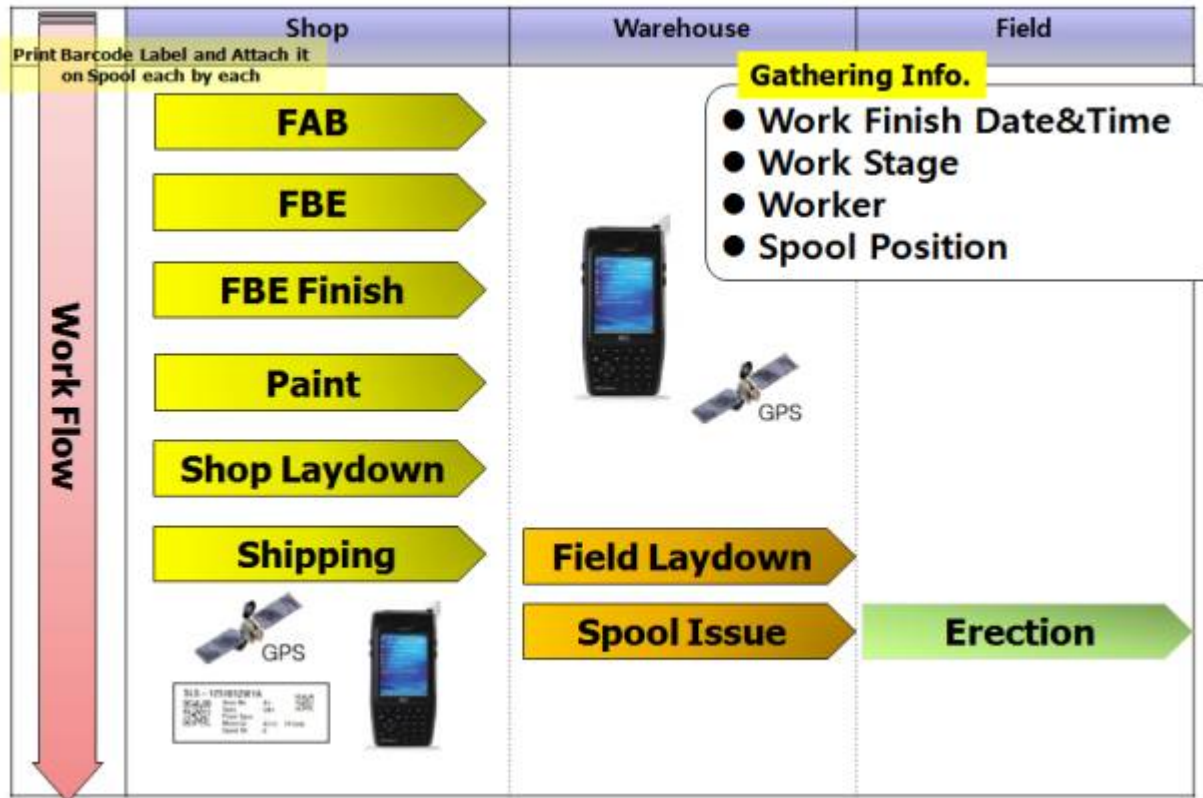 Shop
Warehouse
Field
Print Barcode Label and Attach it
on Spool each by each
Gathering Info.
● Work Finish Date&Time
● Work Stage
● Worker
● Spool Position
Work Flow
FAB
FBE
FBE Finish
Paint
GPS
Shop Laydown
Shipping
Field Laydown
Spool Issue
Erection
GPS